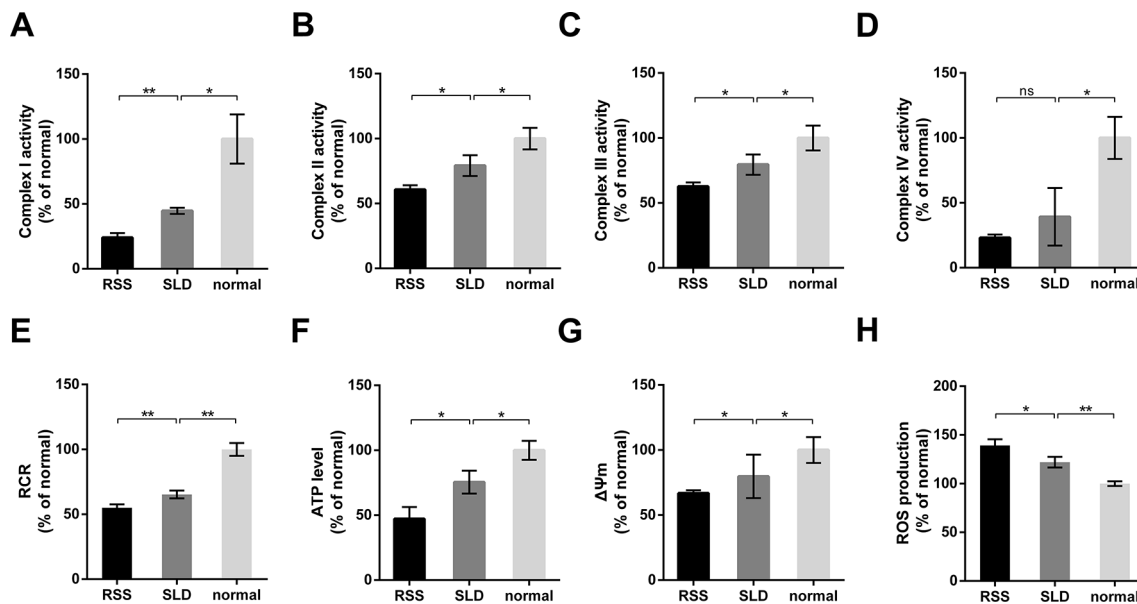 A
B
C
D
Complex I activity
(% of normal)
150
100
50
0
**
*
RSS
SLD
normal
Complex II activity
(% of normal)
150
100
50
0
*
*
RSS
SLD
normal
Complex III activity
(% of normal)
150
100
50
0
*
*
RSS
SLD
normal
Complex IV activity
(% of normal)
150
100
50
0
ns
*
RSS
SLD
normal
E
F
G
H
RCR
(% of normal)
150
100
50
0
**
**
RSS
SLD
normal
ATP level
(% of normal)
150
100
50
0
*
*
RSS
SLD
normal
ΔΨm
(% of normal)
150
100
50
0
*
*
RSS
SLD
normal
ROS production
(% of normal)
200
150
100
50
0
*
**
RSS
SLD
normal